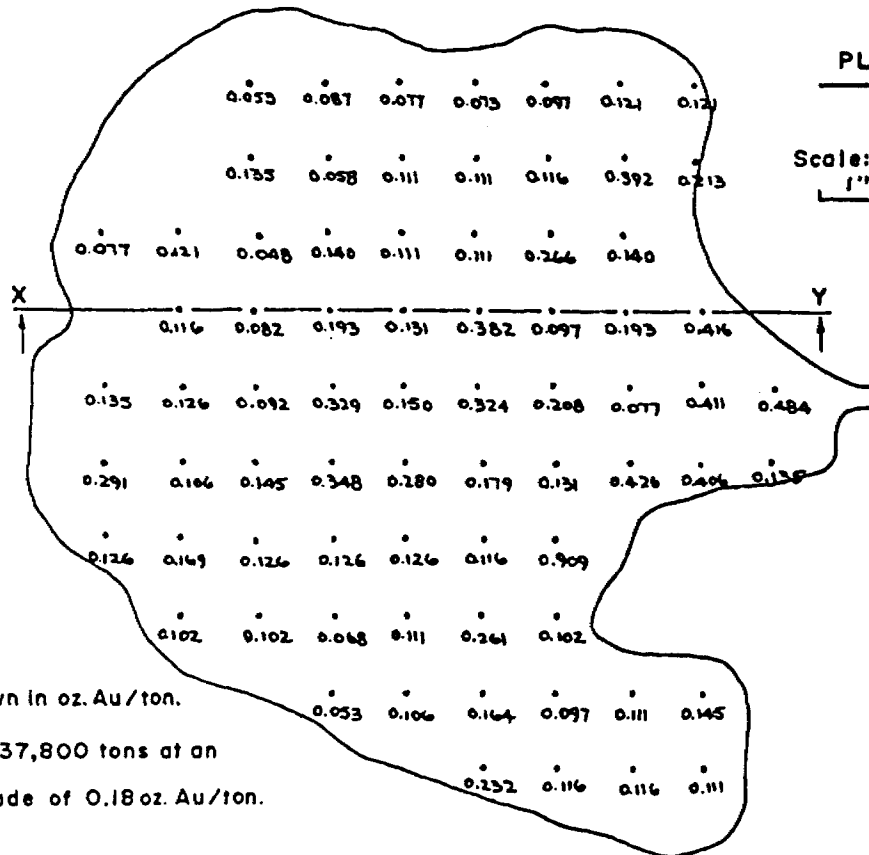 PL
0.053 0.087 0.077 0.073 0.097 0.121 0.121
Scale:
1"
0.135 0.058 0.111 0.111 0.116 0.392 0.213
0.077 0.121 0.048 0.140 0.111 0.111 0.266 0.140
X Y
0.116 0.082 0.193 0.131 0.382 0.097 0.193 0.416
0.135 0.126 0.092 0.329 0.150 0.324 0.208 0.077 0.411 0.484
0.291 0.106 0.145 0.348 0.280 0.179 0.131 0.426 0.406 0.135
0.126 0.169 0.126 0.126 0.126 0.116 0.909
0.102 0.102 0.068 0.111 0.261 0.102
wn in oz. Au/ton.
0.053 0.106 0.164 0.097 0.111 0.145
37,800 tons at an
0.232 0.116 0.116 0.111
ade of 0.18 oz. Au/ton.